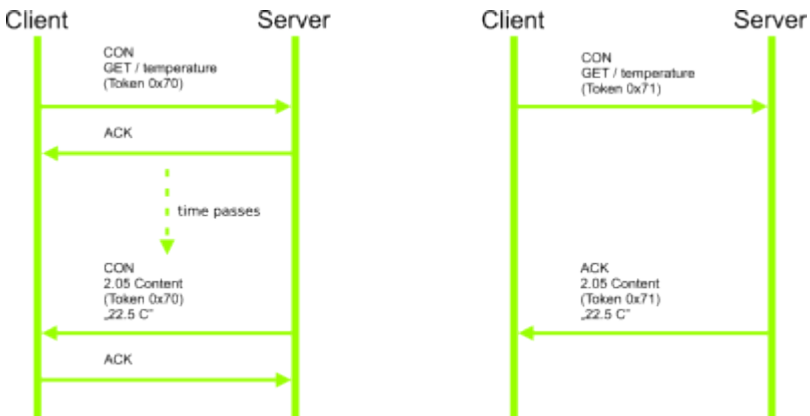 Client
Server
CON
GET / temperature
(Token 0x70)
ACK
time passes
CON
2.05 Content
(Token 0x70)
„22.5 C”
ACK
Client
Server
CON
GET / temperature
(Token 0x71)
ACK
2.05 Content
(Token 0x71)
„22.5 C”